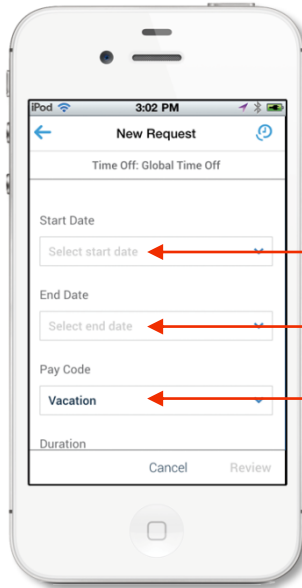 iPod 3:02 PM
New Request
Time Off: Global Time Off
Start Date
Select start date
End Date
Select end date
Pay Code
Vacation
Duration
Cancel Review